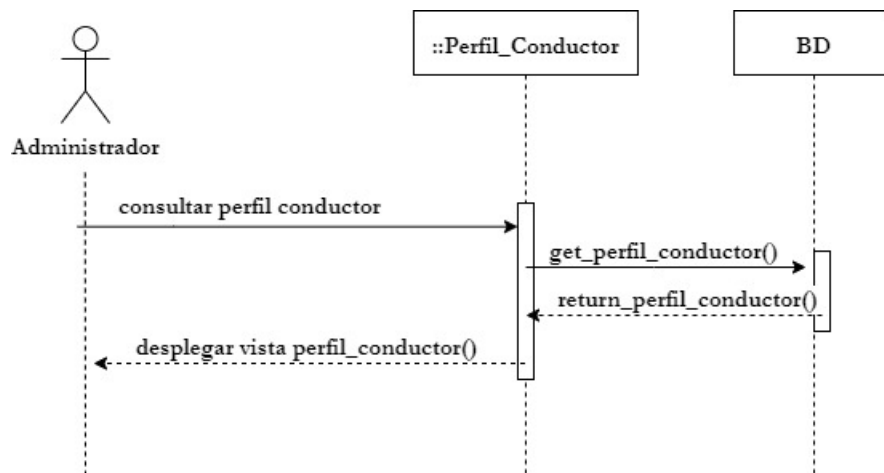 ::Perfil_Conductor
BD
Administrador
consultar perfil conductor
get_perfil_conductor()
return_perfil_conductor()
desplegar vista perfil_conductor()